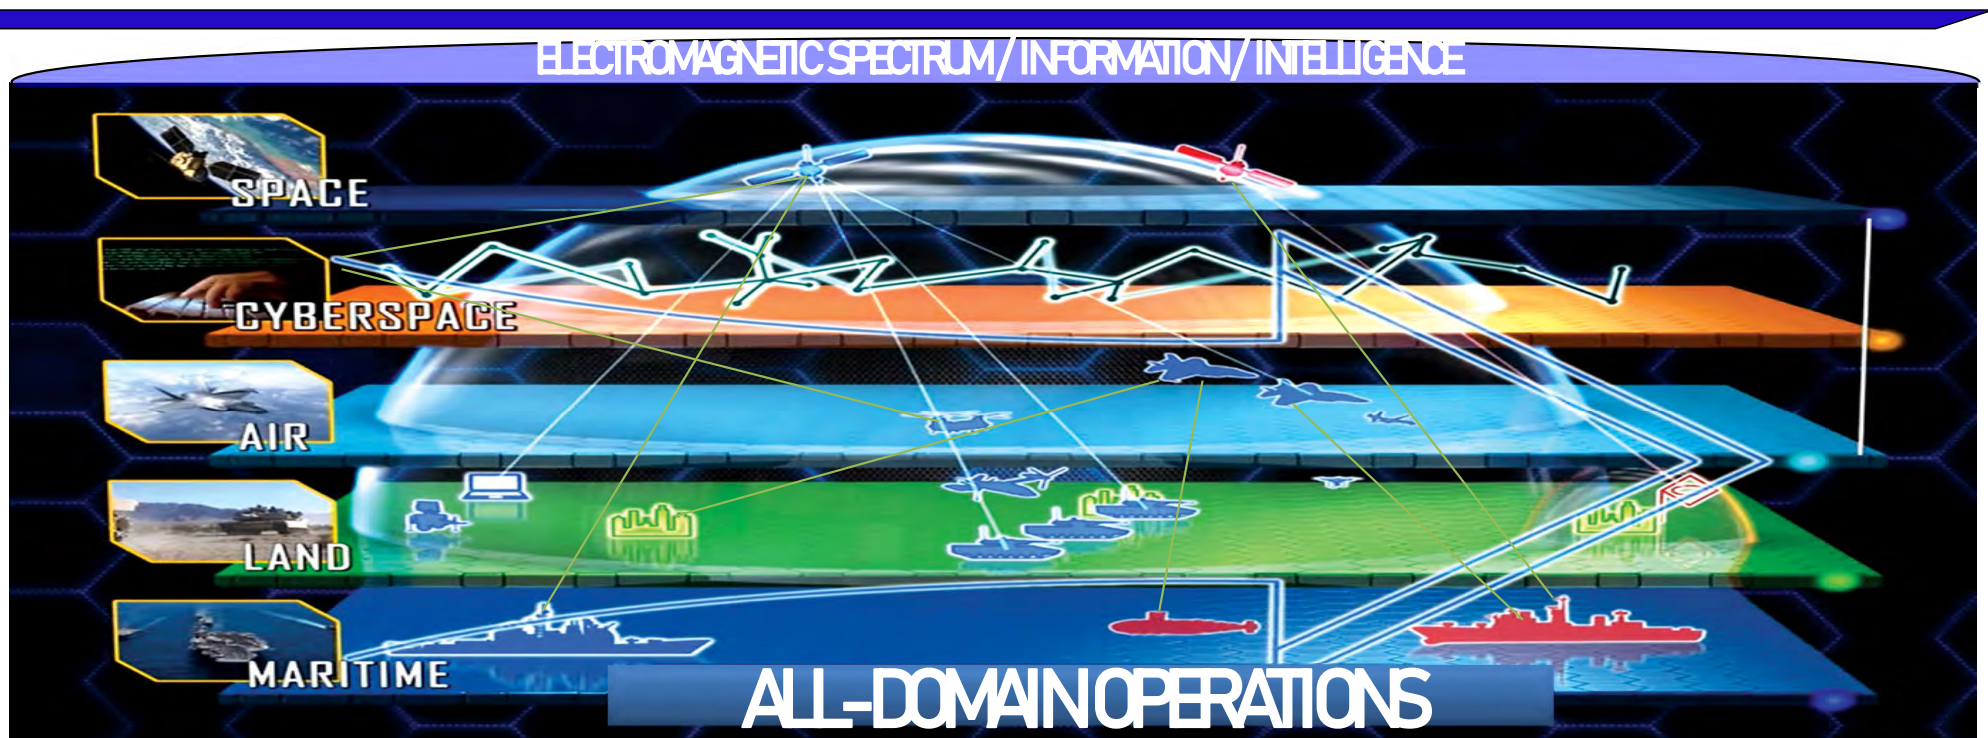 ELECTROMAGNETIC SPECTRUM / INFORMATION / INTELLIGENCE
SPACE
CYBERSPACE
AIR
LAND
MARITIME
ALL-DOMAIN OPERATIONS